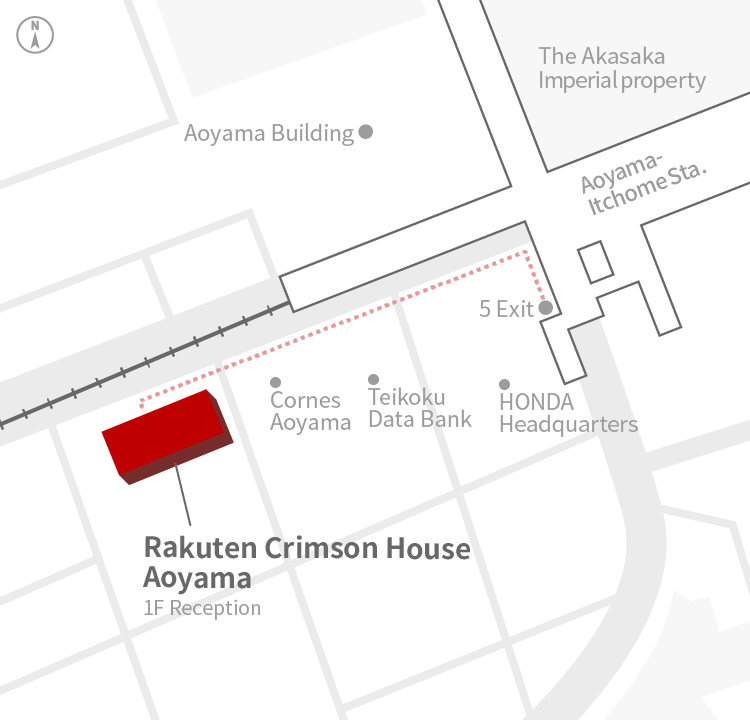 N
The Akasaka
Imperial property
Aoyama Building
Aoyama-
Itchome Sta.
5 Exit
Cornes
Aoyama
Teikoku
Data Bank
HONDA
Headquarters
Rakuten Crimson House
Aoyama
1F Reception